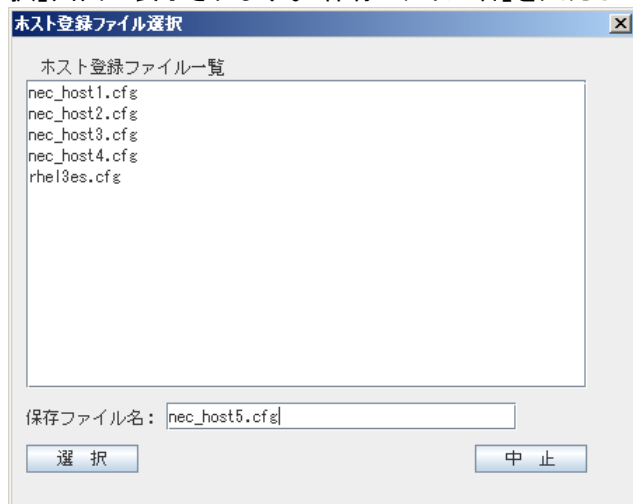 ホスト登録ファイル選択
ホスト登録ファイル一覧
nec_host1.cfg
nec_host2.cfg
nec_host3.cfg
nec_host4.cfg
rhel3es.cfg
保存ファイル名: nec_host5.cfg
選 択 中 止